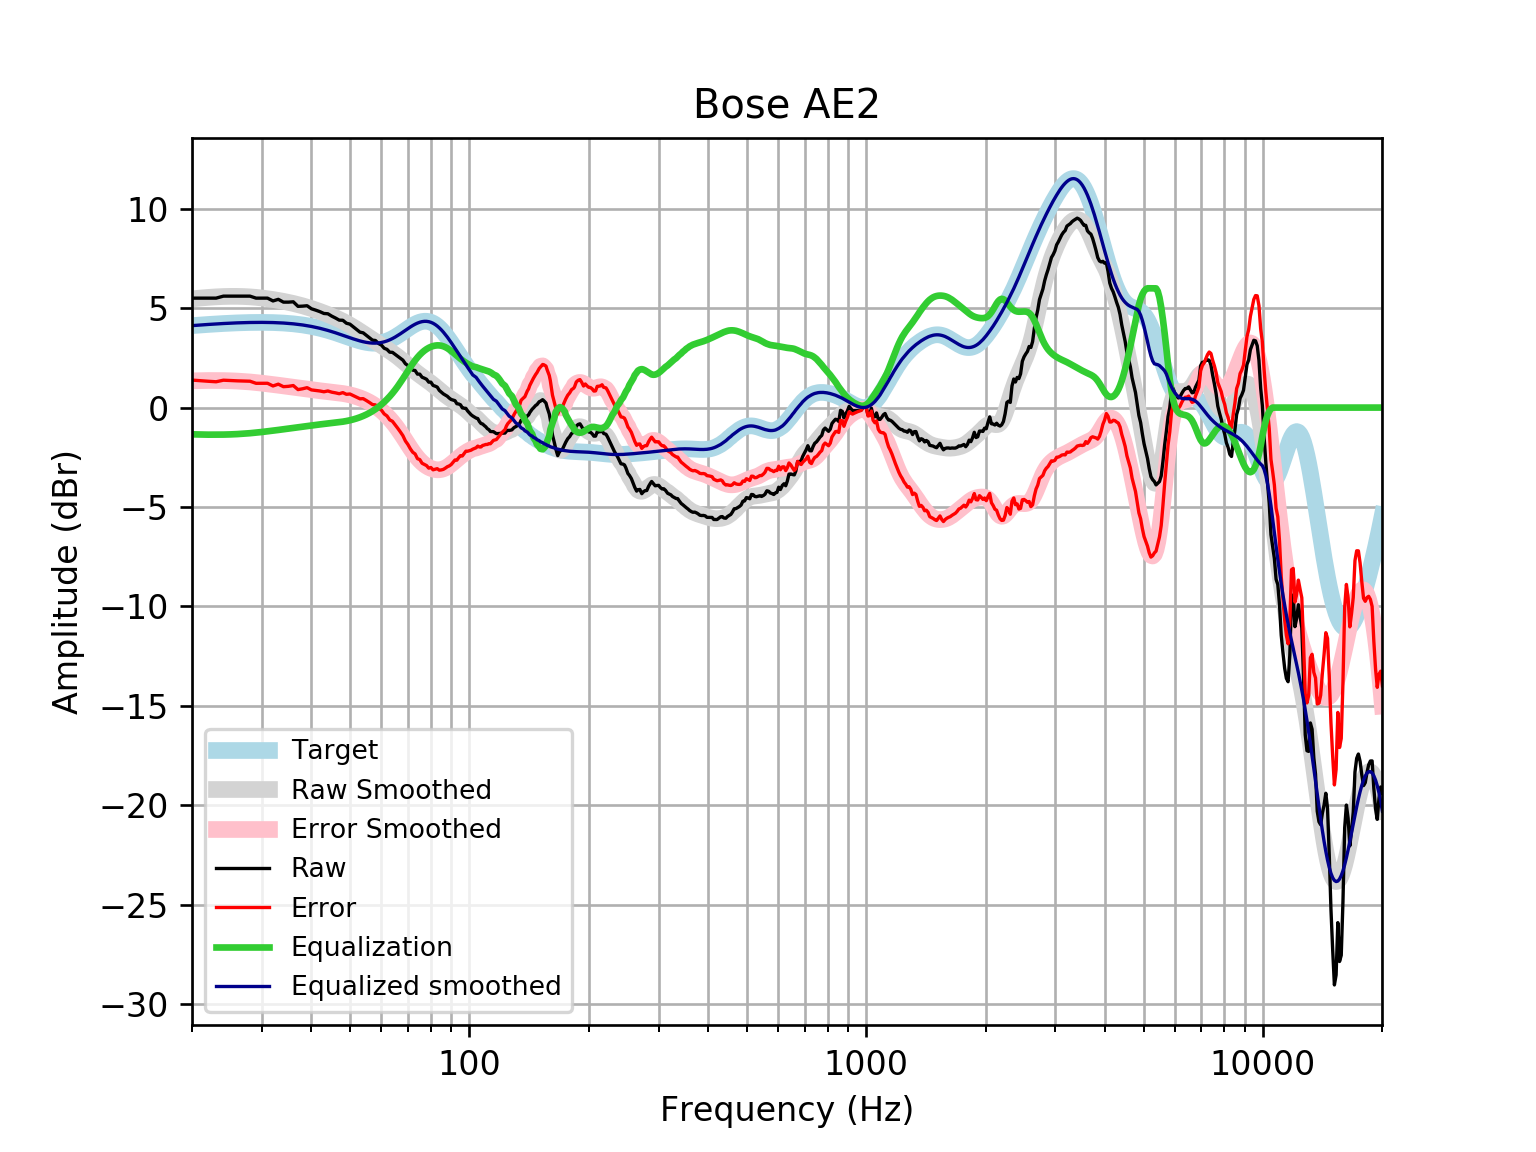 Bose AE2
10
5
0
−5
−10
−15
−20
−25
−30
Amplitude (dBr)
Target
Raw Smoothed
Error Smoothed
Raw
Error
Equalization
Equalized smoothed
100
1000
10000
Frequency (Hz)